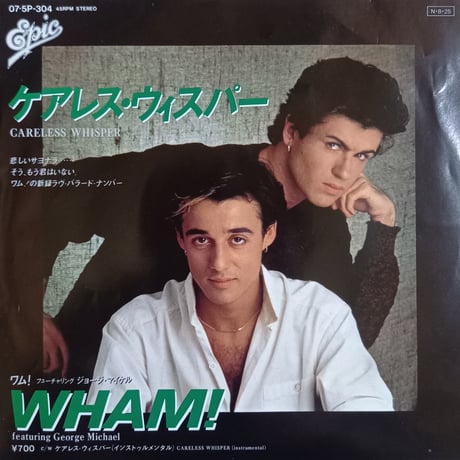 07・5P-304 45RPM STEREO
N・8・25
Epic
ケアレス・ウィスパー
CARELESS WHISPER
悲しいサヨナラ……
そう、もう君はいない。
ワム!の新録ラヴ・バラード・ナンバー
ワム! フィーチャリング ジョージ・マイケル
WHAM!
featuring George Michael
¥700 c/w ケアレス・ウィスパー(インストゥルメンタル) CARELESS WHISPER (instrumental)